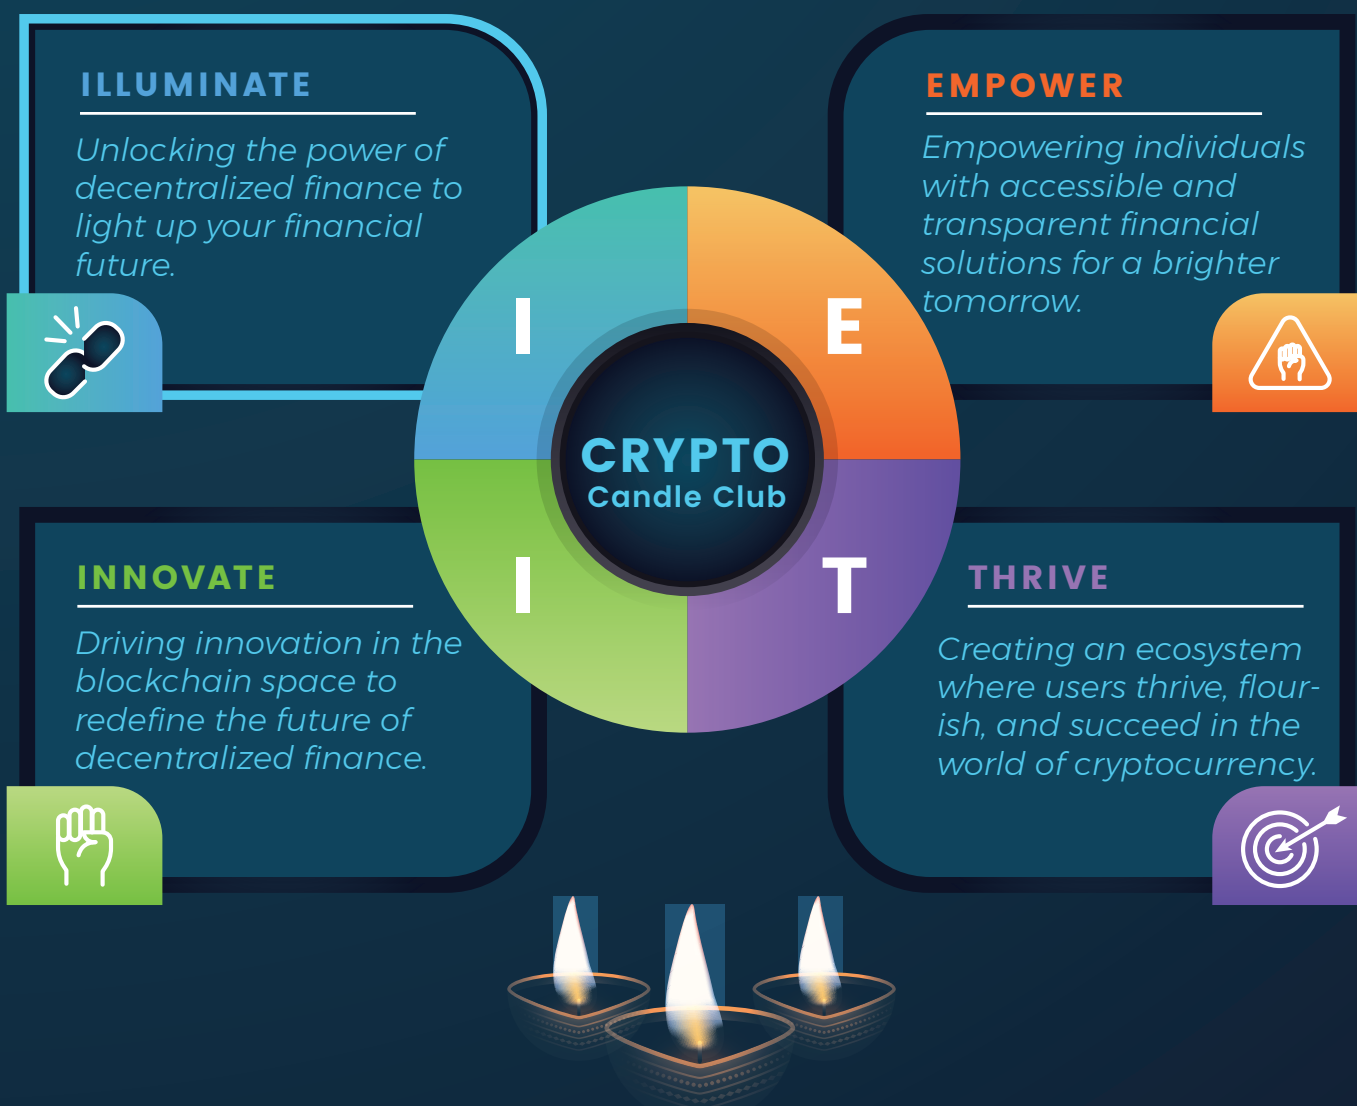 ILLUMINATE
Unlocking the power of
decentralized finance to
light up your financial
future.
EMPOWER
Empowering individuals
with accessible and
transparent financial
solutions for a brighter
tomorrow.
I
E
CRYPTO
Candle Club
I
T
INNOVATE
Driving innovation in the
blockchain space to
redefine the future of
decentralized finance.
THRIVE
Creating an ecosystem
where users thrive, flour-
ish, and succeed in the
world of cryptocurrency.